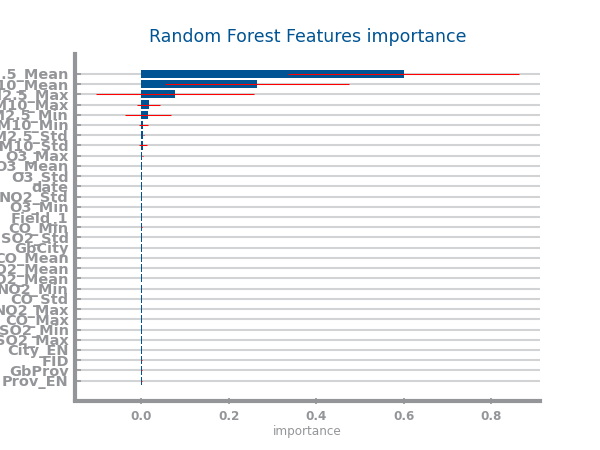 Random Forest Features importance
.5_Mean
10_Mean
M2.5_Max
M10_Max
M2.5_Min
M10_Min
M2.5_Std
M10_Std
O3_Max
O3_Mean
O3_Std
date
NO2_Std
O3_Min
Field_1
CO_Min
SO2_Std
GbCity
CO_Mean
O2_Mean
O2_Mean
NO2_Min
CO_Std
NO2_Max
CO_Max
SO2_Min
SO2_Max
City_EN
FID
GbProv
Prov_EN
0.0 0.2 0.4 0.6 0.8
importance